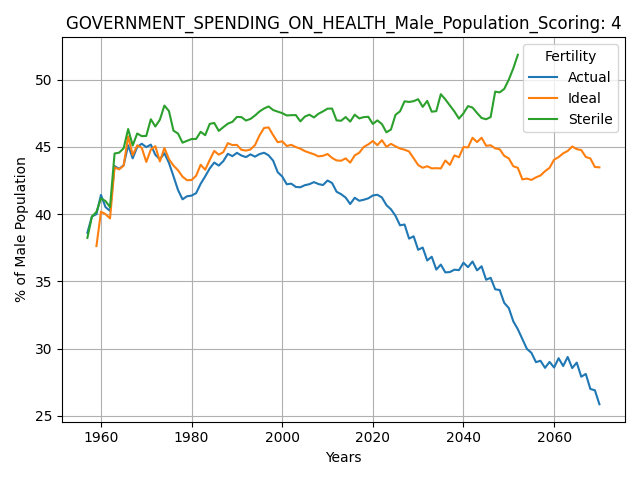 GOVERNMENT_SPENDING_ON_HEALTH_Male_Population_Scoring: 4
Fertility
Actual
Ideal
Sterile
% of Male Population
50
45
40
35
30
25
1960
1980
2000
2020
2040
2060
Years